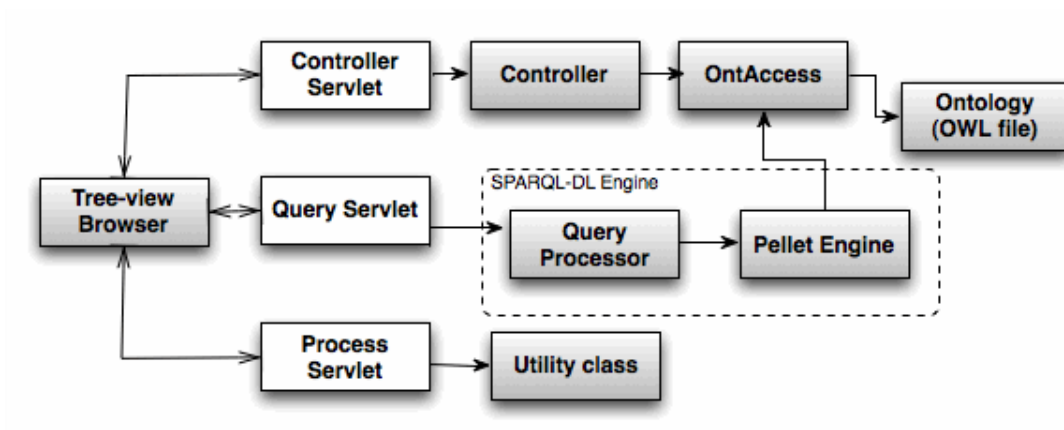 Controller
Servlet
Controller
OntAccess
Ontology
(OWL file)
Tree-view
Browser
Query Servlet
SPARQL-DL Engine
Query
Processor
Pellet Engine
Process
Servlet
Utility class